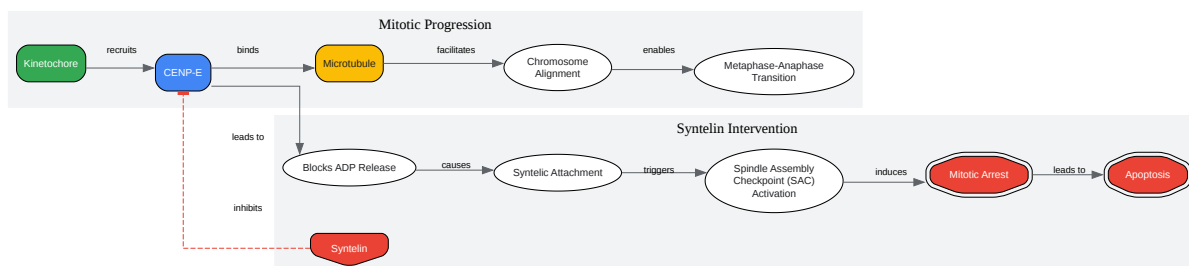 Mitotic Progression
Kinetochore
recruits
CENP-E
binds
Microtubule
facilitates
Chromosome
Alignment
enables
Metaphase-Anaphase
Transition
Syntelin Intervention
leads to
Blocks ADP Release
causes
Syntelic Attachment
triggers
Spindle Assembly
Checkpoint (SAC)
Activation
induces
Mitotic Arrest
leads to
Apoptosis
inhibits
Syntelin